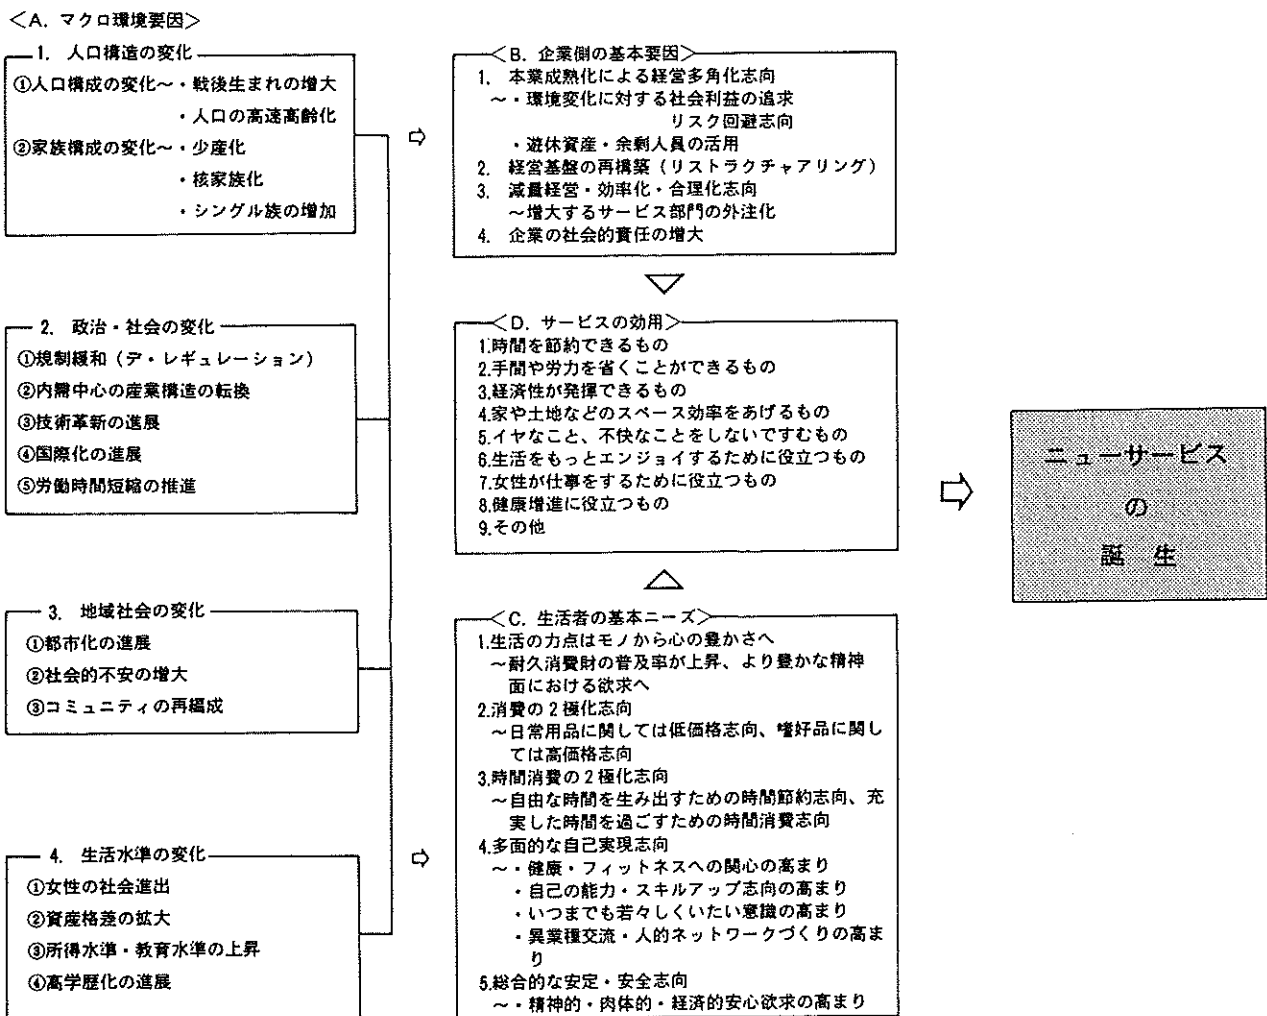 ＜A. マクロ環境要因＞
1. 人口構造の変化
①人口構成の変化～・戦後生まれの増大
・人口の高速高齢化
②家族構成の変化～・少産化
・核家族化
・シングル族の増加
2. 政治・社会の変化
①規制緩和（デ・レギュレーション）
②内需中心の産業構造の転換
③技術革新の進展
④国際化の進展
⑤労働時間短縮の推進
3. 地域社会の変化
①都市化の進展
②社会的不安の増大
③コミュニティの再編成
4. 生活水準の変化
①女性の社会進出
②資産格差の拡大
③所得水準・教育水準の上昇
④高学歴化の進展
＜B. 企業側の基本要因＞
1. 本業成熟化による経営多角化志向
～・環境変化に対する社会利益の追求
リスク回避志向
・遊休資産・余剰人員の活用
2. 経営基盤の再構築（リストラクチャアリング）
3. 減量経営・効率化・合理化志向
～増大するサービス部門の外注化
4. 企業の社会的責任の増大
＜D. サービスの効用＞
1.時間を節約できるもの
2.手間や労力を省くことができるもの
3.経済性が発揮できるもの
4.家や土地などのスペース効率をあげるもの
5.イヤなこと、不快なことをしないですむもの
6.生活をもっとエンジョイするために役立つもの
7.女性が仕事をするために役立つもの
8.健康増進に役立つもの
9.その他
＜C. 生活者の基本ニーズ＞
1.生活の力点はモノから心の豊かさへ
～耐久消費財の普及率が上昇、より豊かな精神
面における欲求へ
2.消費の２極化志向
～日常用品に関しては低価格志向、嗜好品に関し
ては高価格志向
3.時間消費の２極化志向
～自由な時間を生み出すための時間節約志向、充
実した時間を過ごすための時間消費志向
4.多面的な自己実現志向
～・健康・フィットネスへの関心の高まり
・自己の能力・スキルアップ志向の高まり
・いつまでも若々しくいたい意識の高まり
・異業種交流・人的ネットワークづくりの高ま
り
5.総合的な安定・安全志向
～・精神的・肉体的・経済的安心欲求の高まり
ニューサービス
の
誕 生